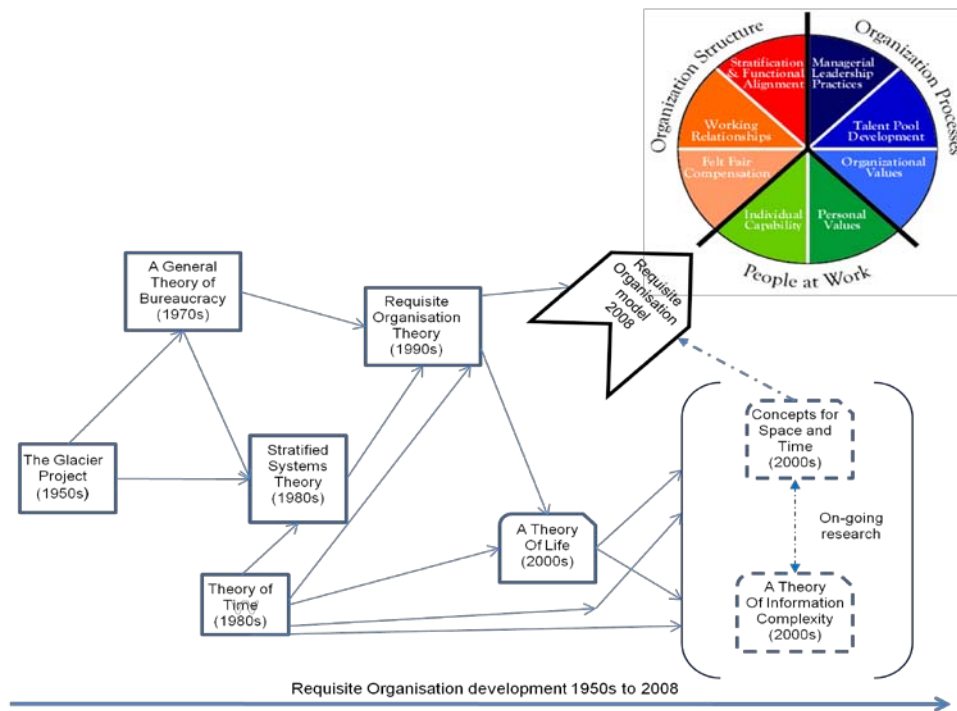 Organization Structure
Organization Processes
Stratification
& Functional
Alignment
Managerial
Leadership
Practices
Working
Relationships
Talent Pool
Development
Felt Fair
Compensation
Organizational
Values
Individual
Capability
Personal
Values
People at Work
A General
Theory of
Bureaucracy
(1970s)
Requisite
Organisation
Theory
(1990s)
Requisite
Organisation
model
2008
The Glacier
Project
(1950s)
Stratified
Systems
Theory
(1980s)
Concepts for
Space and
Time
(2000s)
On-going
research
A Theory
Of Life
(2000s)
Theory of
Time
(1980s)
A Theory
Of Information
Complexity
(2000s)
Requisite Organisation development 1950s to 2008